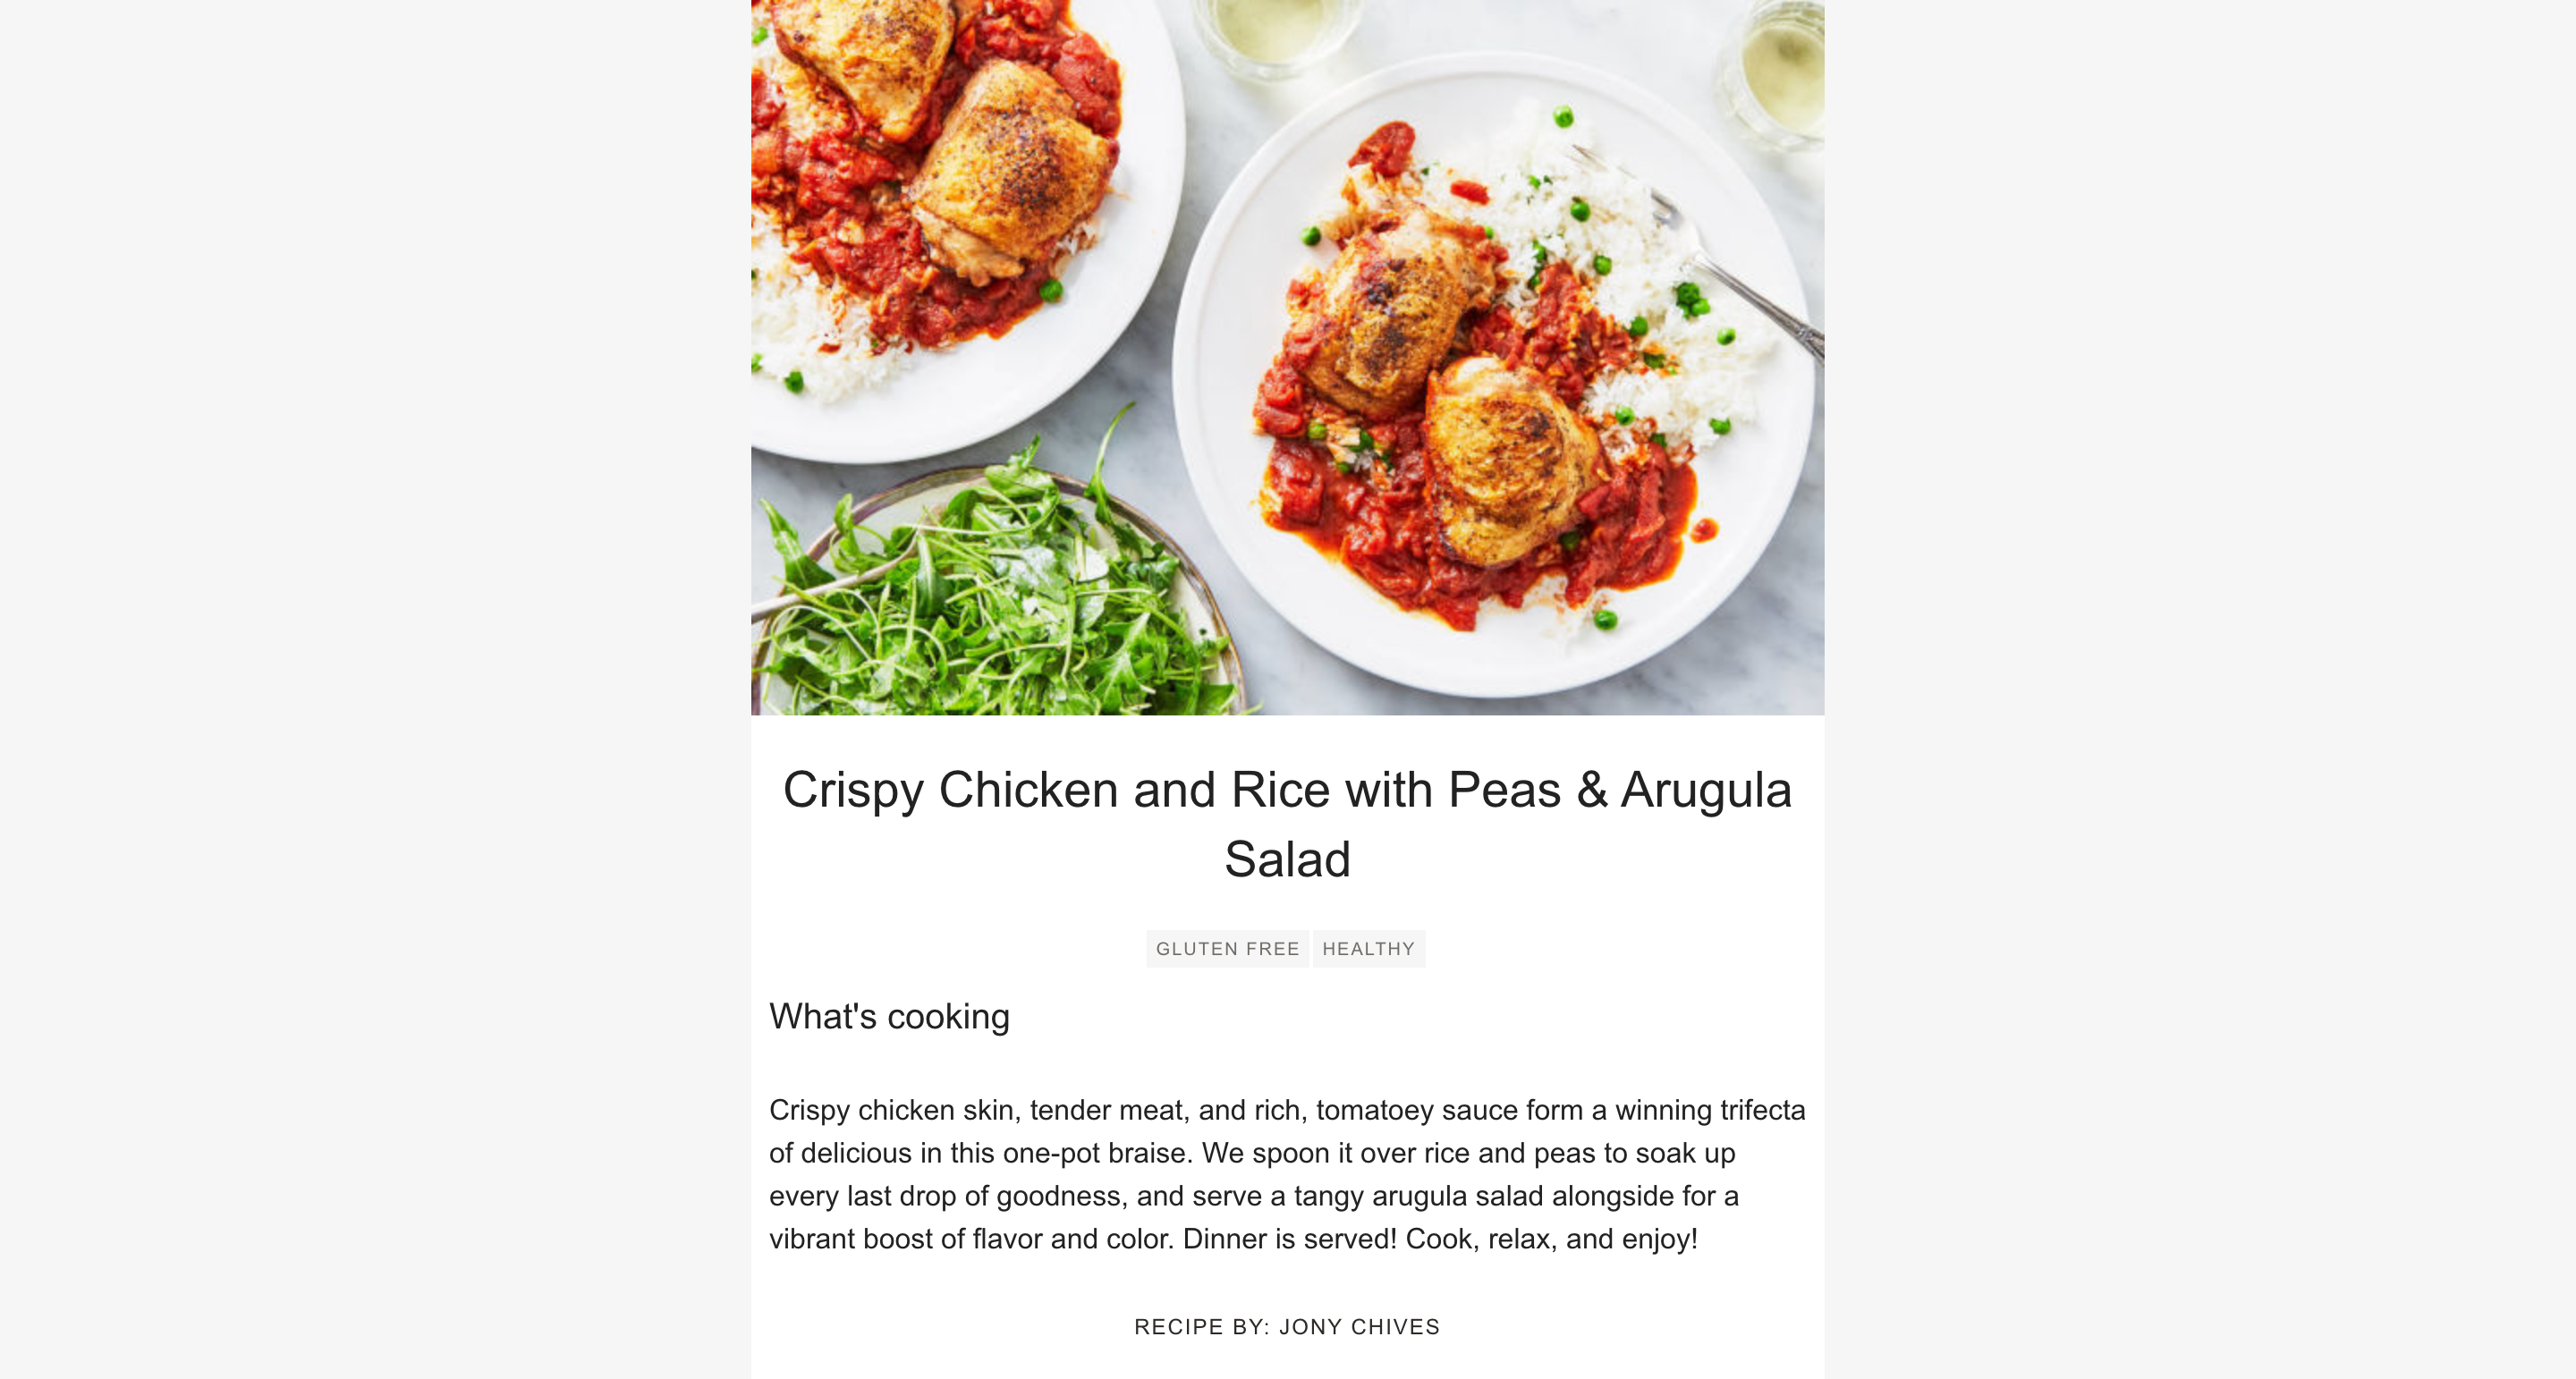 Crispy Chicken and Rice with Peas & Arugula
Salad
GLUTEN FREE HEALTHY
What's cooking
Crispy chicken skin, tender meat, and rich, tomatoey sauce form a winning trifecta
of delicious in this one-pot braise. We spoon it over rice and peas to soak up
every last drop of goodness, and serve a tangy arugula salad alongside for a
vibrant boost of flavor and color. Dinner is served! Cook, relax, and enjoy!
RECIPE BY: JONY CHIVES